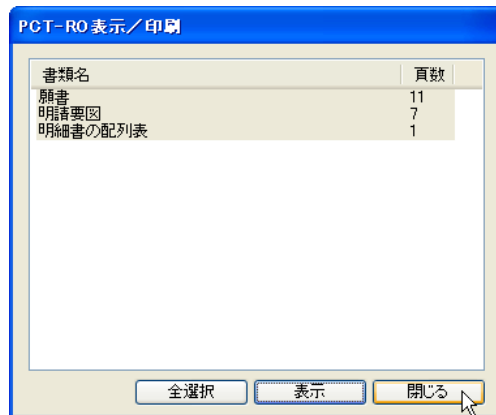 PCT-RO表示／印刷
書類名 頁数
願書 11
明請要図 7
明細書の配列表 1
全選択 表示 閉じる